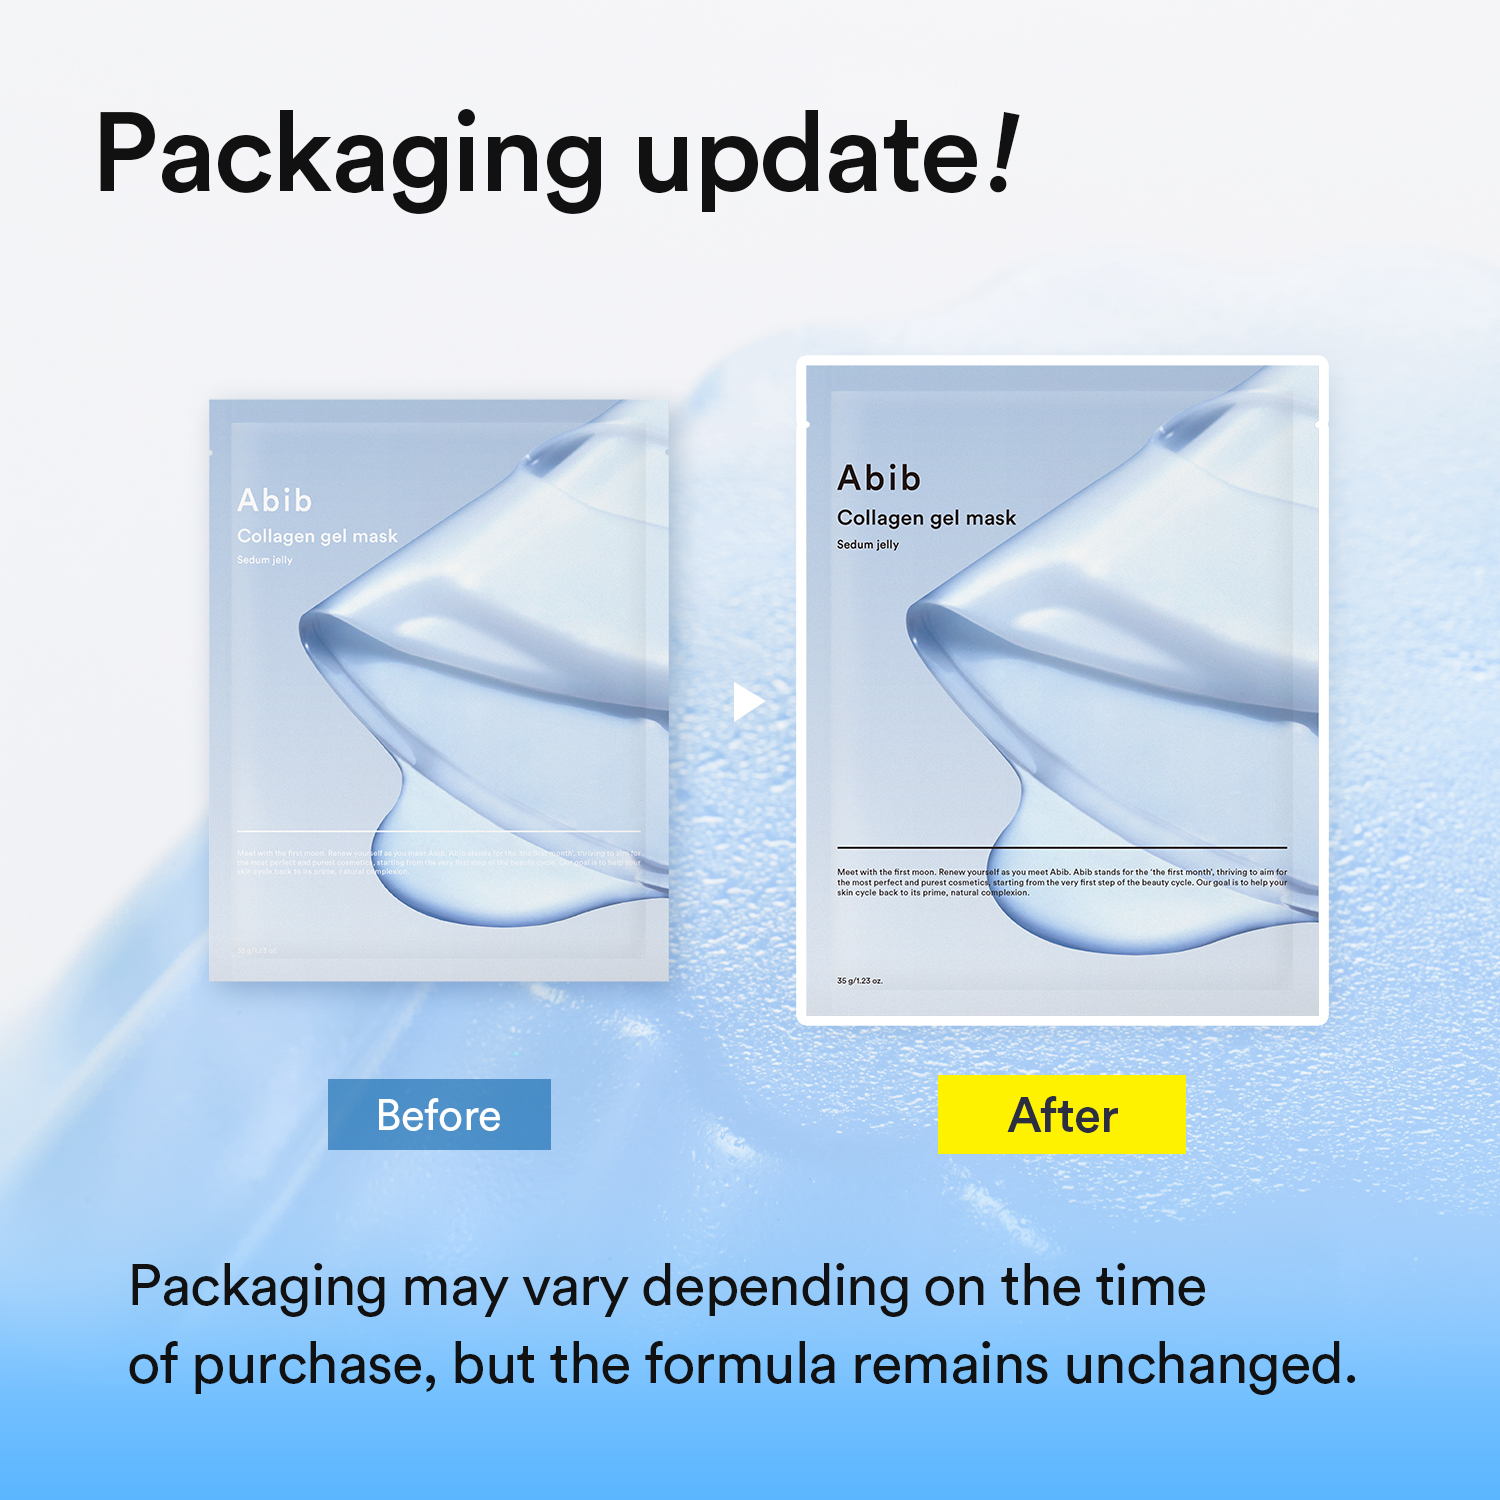 Packaging update!
Abib
Collagen gel mask
Sedum jelly
Meet with the first moon. Renew yourself as you meet Abib. Abib stands for the 'the first month', thriving to aim for
the most perfect and purest cosmetics, starting from the very first step of the beauty cycle. Our goal is to help your
skin cycle back to its prime, natural complexion.
35 g/1.23 oz.
Before
Abib
Collagen gel mask
Sedum jelly
Meet with the first moon. Renew yourself as you meet Abib. Abib stands for the 'the first month', thriving to aim for
the most perfect and purest cosmetics, starting from the very first step of the beauty cycle. Our goal is to help your
skin cycle back to its prime, natural complexion.
35 g/1.23 oz.
After
Packaging may vary depending on the time
of purchase, but the formula remains unchanged.